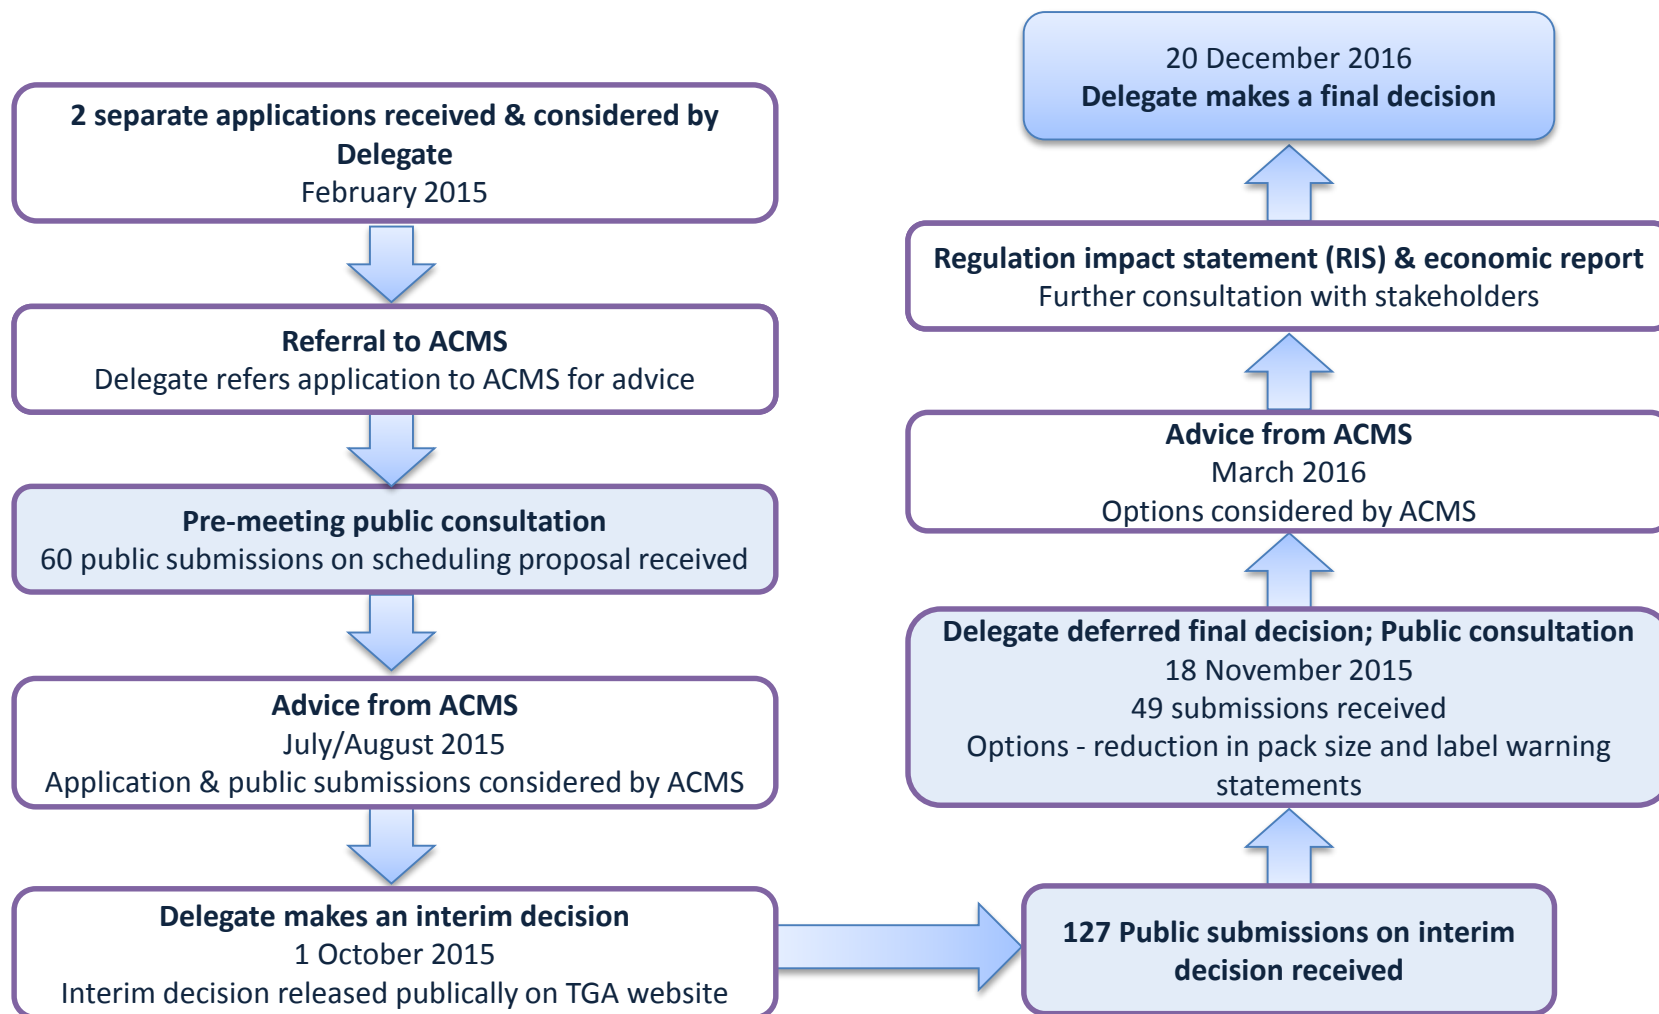 2 separate applications received & considered by
Delegate
February 2015
Referral to ACMS
Delegate refers application to ACMS for advice
Pre-meeting public consultation
60 public submissions on scheduling proposal received
Advice from ACMS
July/August 2015
Application & public submissions considered by ACMS
Delegate makes an interim decision
1 October 2015
Interim decision released publically on TGA website
127 Public submissions on interim
decision received
Delegate deferred final decision; Public consultation
18 November 2015
49 submissions received
Options - reduction in pack size and label warning
statements
Advice from ACMS
March 2016
Options considered by ACMS
Regulation impact statement (RIS) & economic report
Further consultation with stakeholders
20 December 2016
Delegate makes a final decision